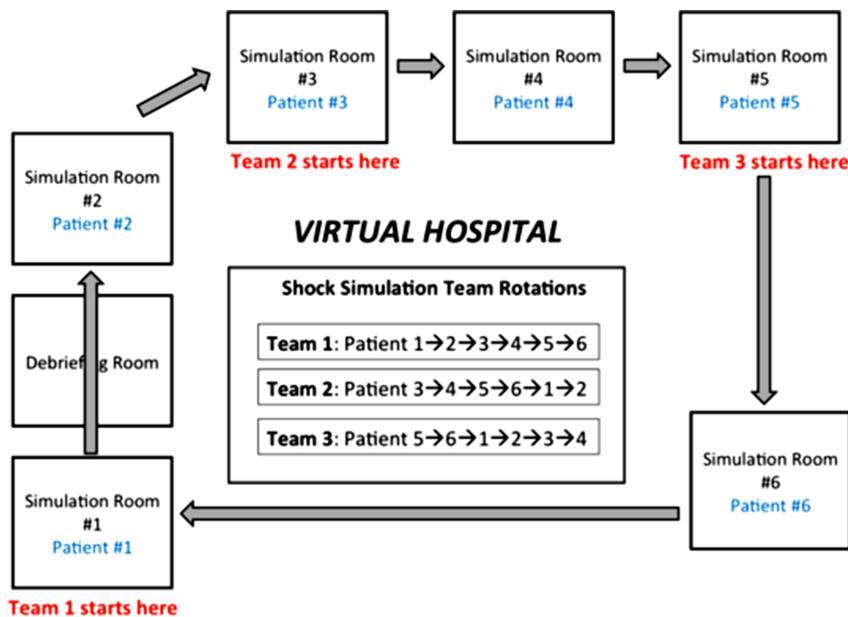 Simulation Room
#3
Patient #3
Team 2 starts here
Simulation Room
#4
Patient #4
Simulation Room
#5
Patient #5
Team 3 starts here
Simulation Room
#2
Patient #2
VIRTUAL HOSPITAL
Shock Simulation Team Rotations
Team 1: Patient 1→2→3→4→5→6
Team 2: Patient 3→4→5→6→1→2
Team 3: Patient 5→6→1→2→3→4
Debriefing Room
Simulation Room
#6
Patient #6
Simulation Room
#1
Patient #1
Team 1 starts here